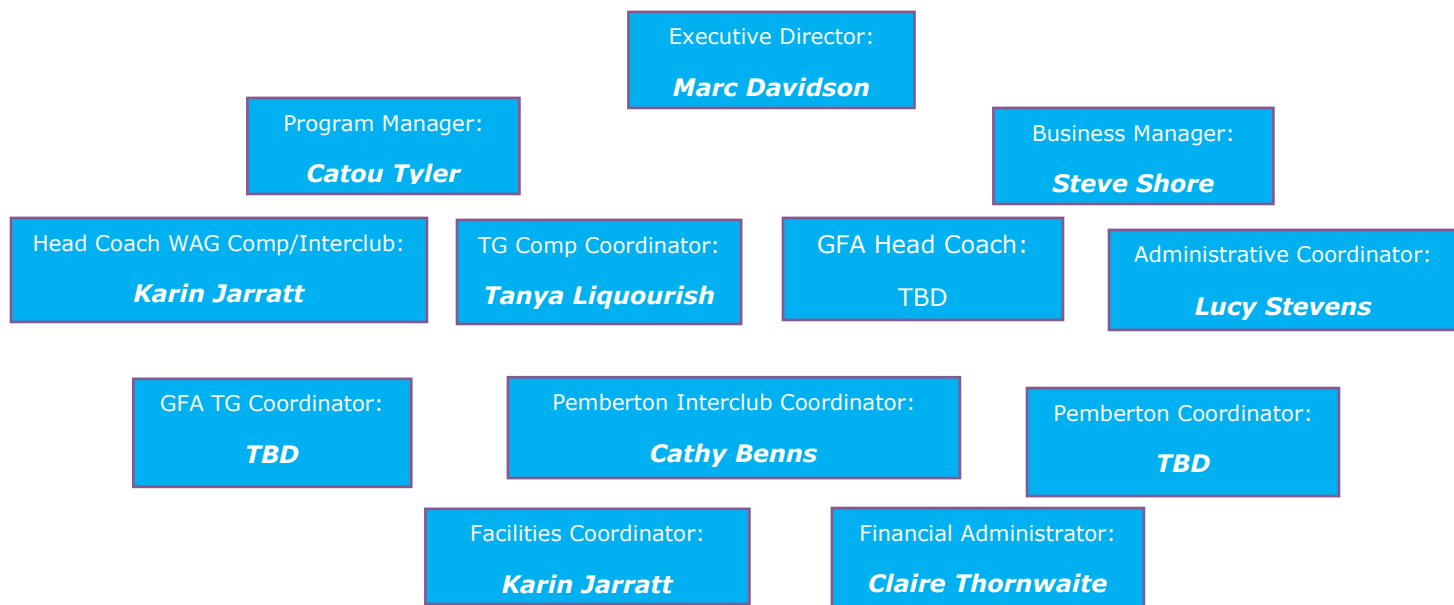 Executive Director:
Marc Davidson
Program Manager:
Catou Tyler
Business Manager:
Steve Shore
Head Coach WAG Comp/Interclub:
Karin Jarratt
TG Comp Coordinator:
Tanya Liquourish
GFA Head Coach:
TBD
Administrative Coordinator:
Lucy Stevens
GFA TG Coordinator:
TBD
Pemberton Interclub Coordinator:
Cathy Benns
Pemberton Coordinator:
TBD
Facilities Coordinator:
Karin Jarratt
Financial Administrator:
Claire Thornwaite